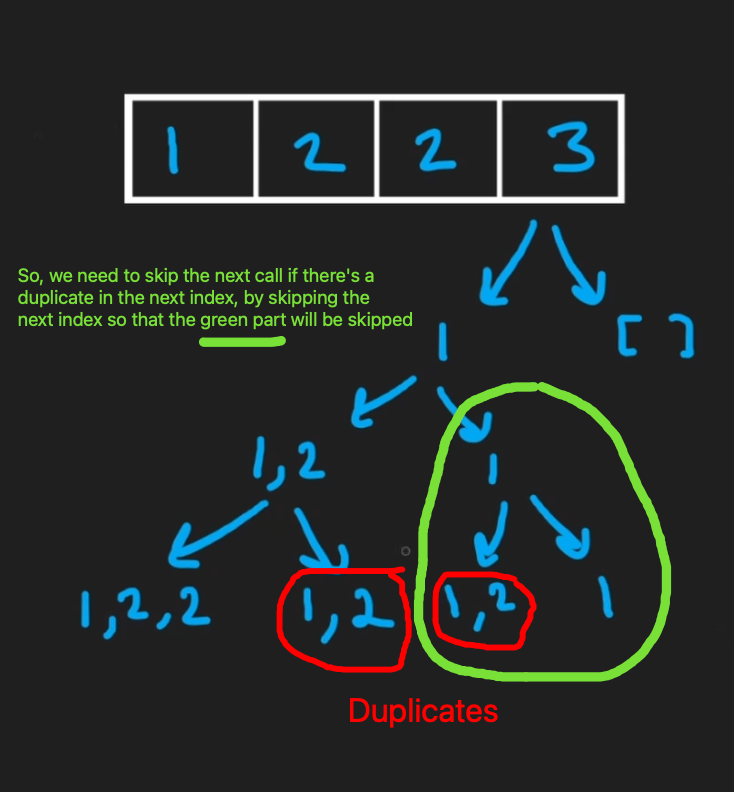 1 2 2 3
So, we need to skip the next call if there's a
duplicate in the next index, by skipping the
next index so that the green part will be skipped
1 [ ]
1,2 1
1,2,2 1,2 1,2 1
Duplicates